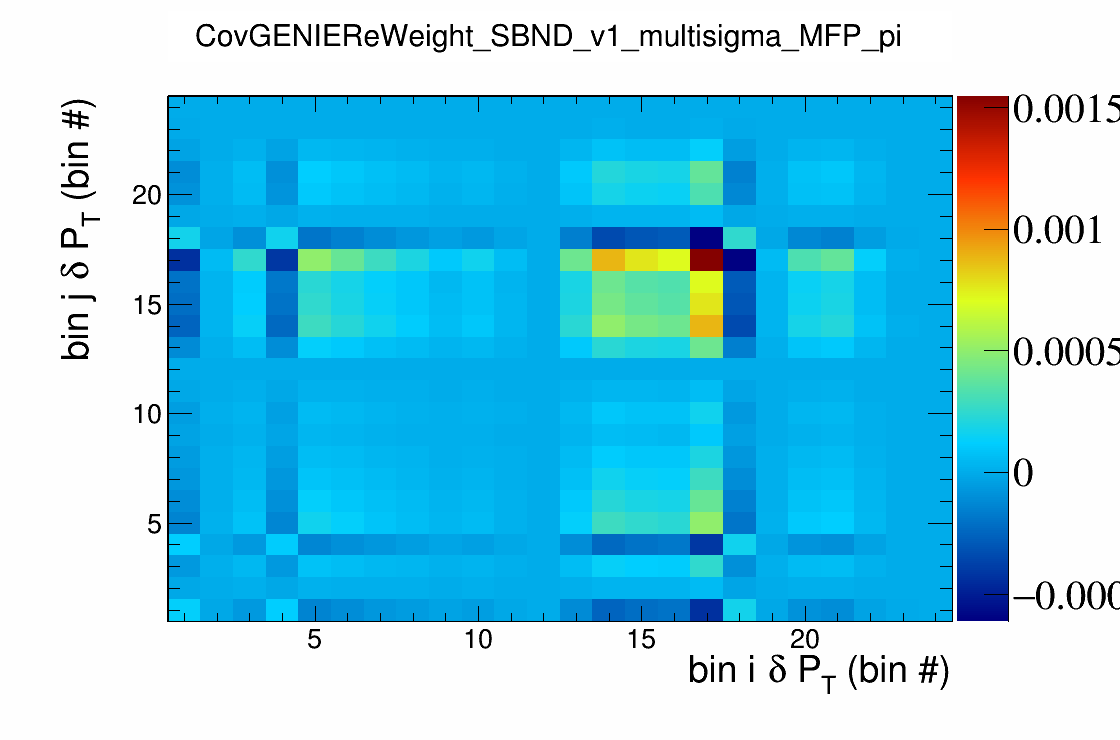 CovGENIEReWeight_SBND_v1_multisigma_MFP_pi
bin j δ P_T (bin #)
20
15
10
5
5 10 15 20
bin i δ P_T (bin #)
0.0015
0.001
0.0005
0
−0.000